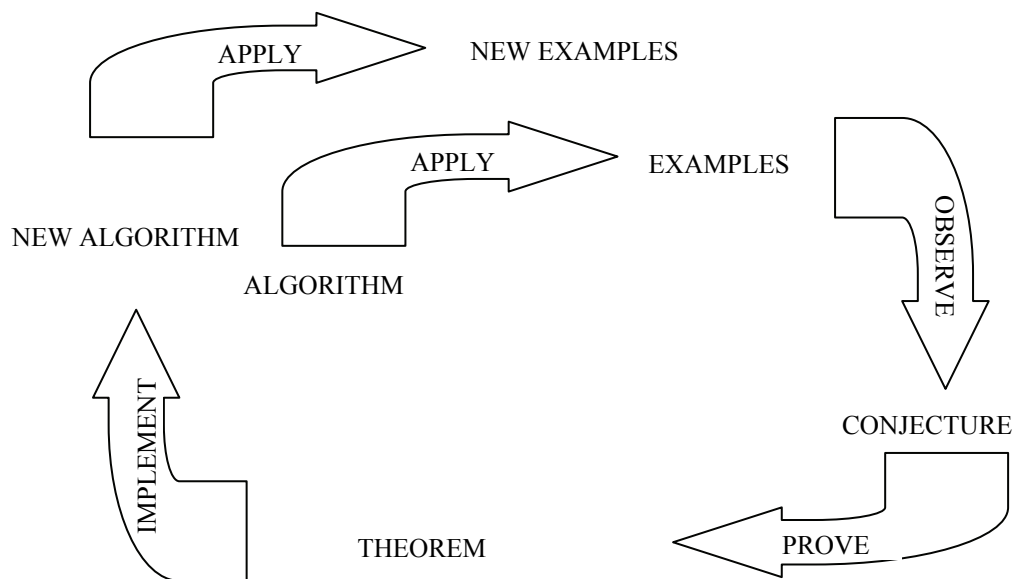 APPLY
NEW EXAMPLES
APPLY
EXAMPLES
OBSERVE
NEW ALGORITHM
ALGORITHM
CONJECTURE
PROVE
THEOREM
IMPLEMENT